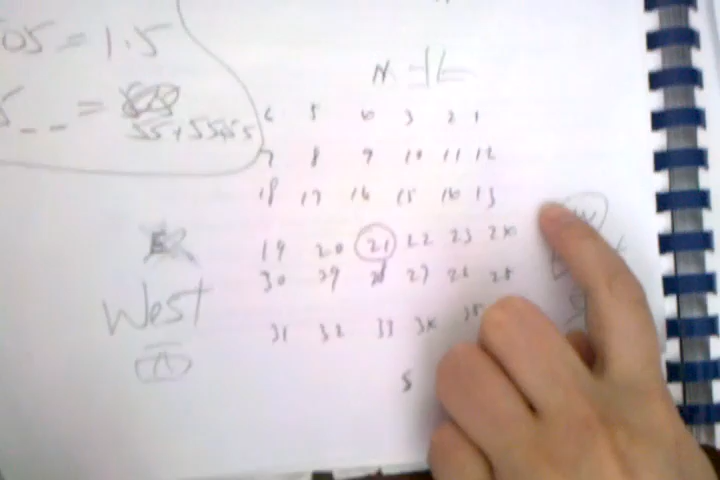 05 = 1.5
5 _ _ =
N
6 5 4 3 2 1
7 8 9 10 11 12
18 17 16 15 14 13
19 20 21 22 23 24
30 29 28 27 26 25
West
31 32 33 34 35
S